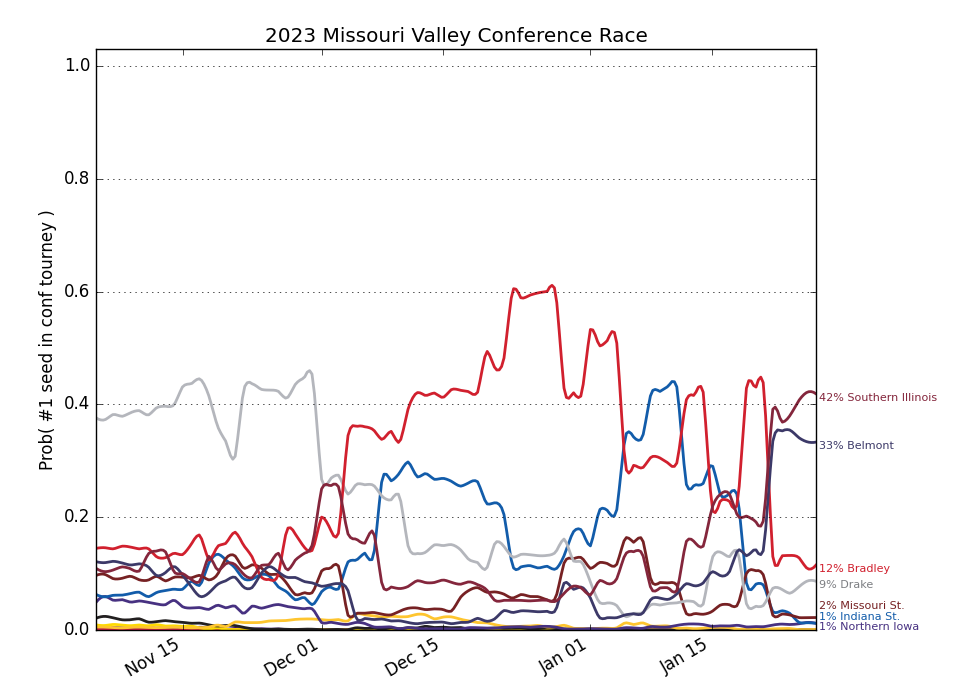 2023 Missouri Valley Conference Race
Prob( #1 seed in conf tourney )
1.0
0.8
0.6
0.4
0.2
0.0
Nov 15
Dec 01
Dec 15
Jan 01
Jan 15
42% Southern Illinois
33% Belmont
12% Bradley
9% Drake
2% Missouri St.
1% Indiana St.
1% Northern Iowa